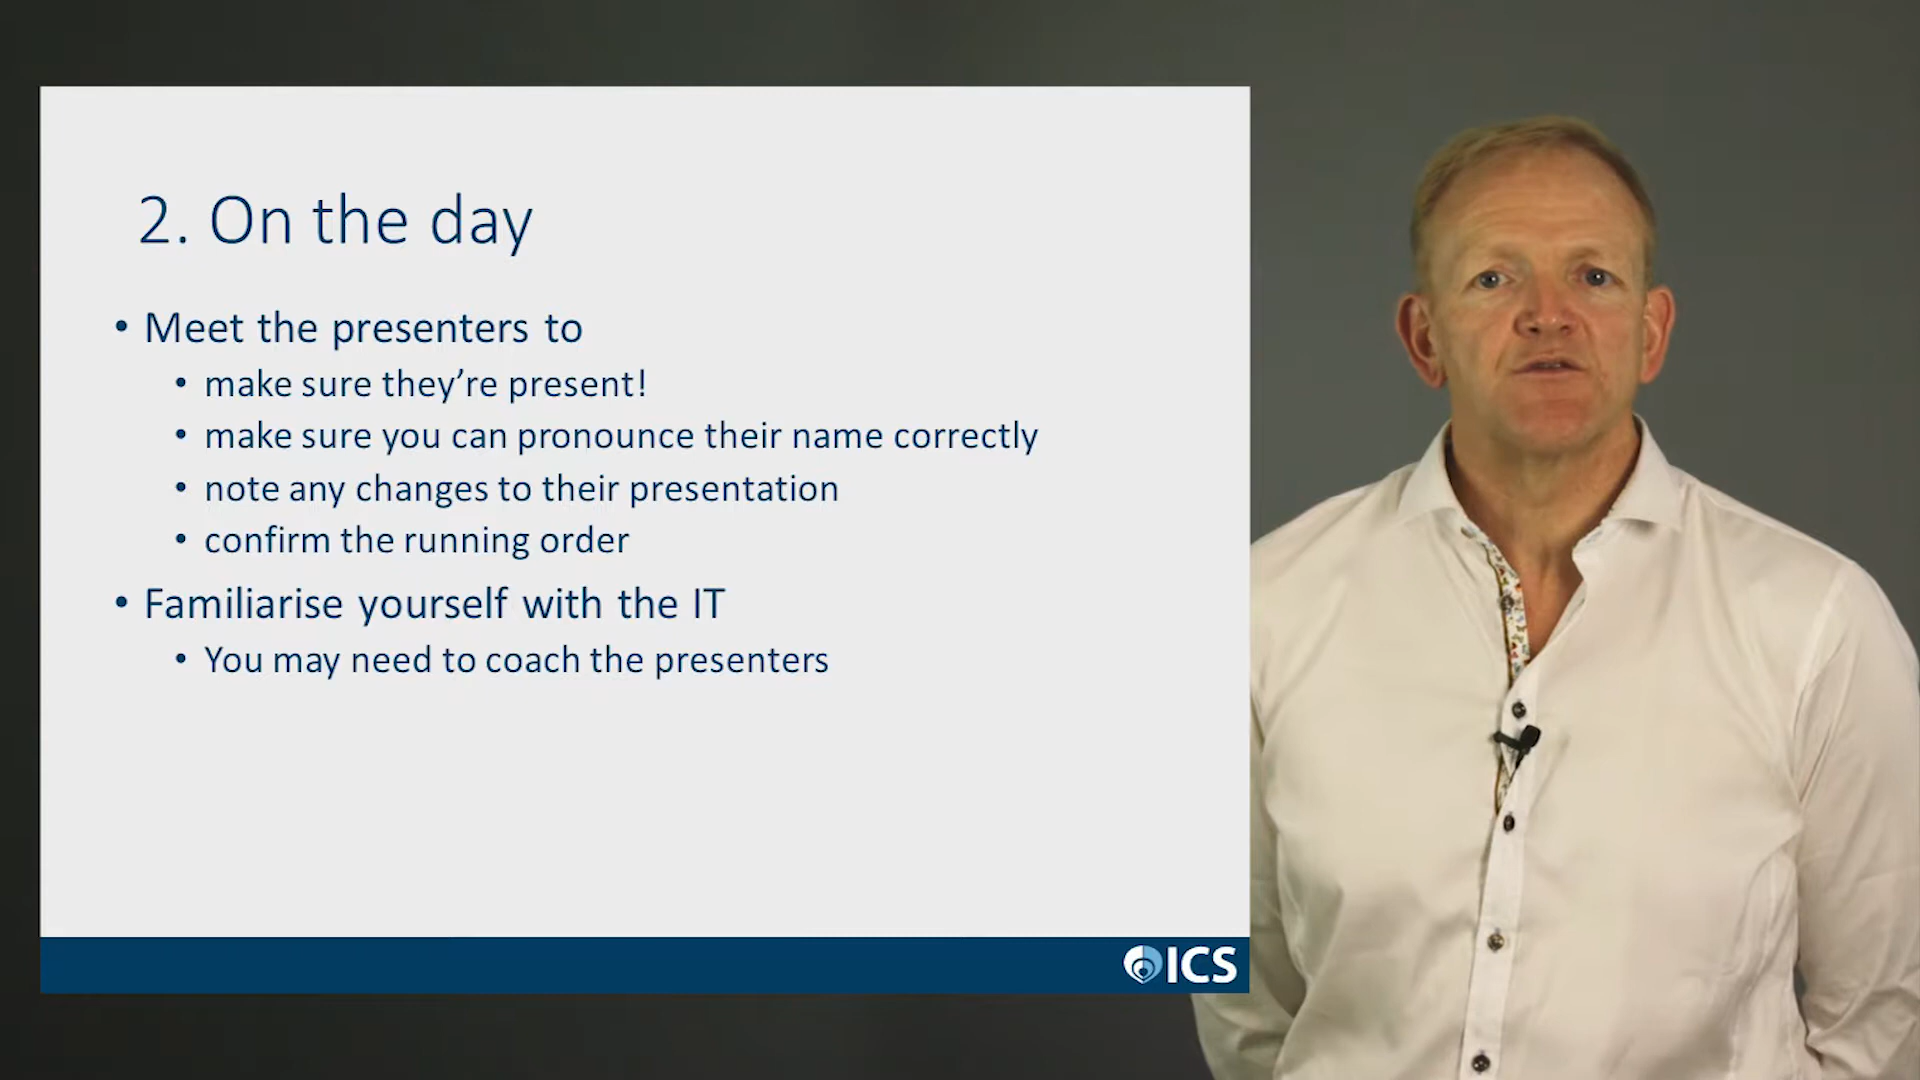 2. On the day
• Meet the presenters to
• make sure they’re present!
• make sure you can pronounce their name correctly
• note any changes to their presentation
• confirm the running order
• Familiarise yourself with the IT
• You may need to coach the presenters
ICS